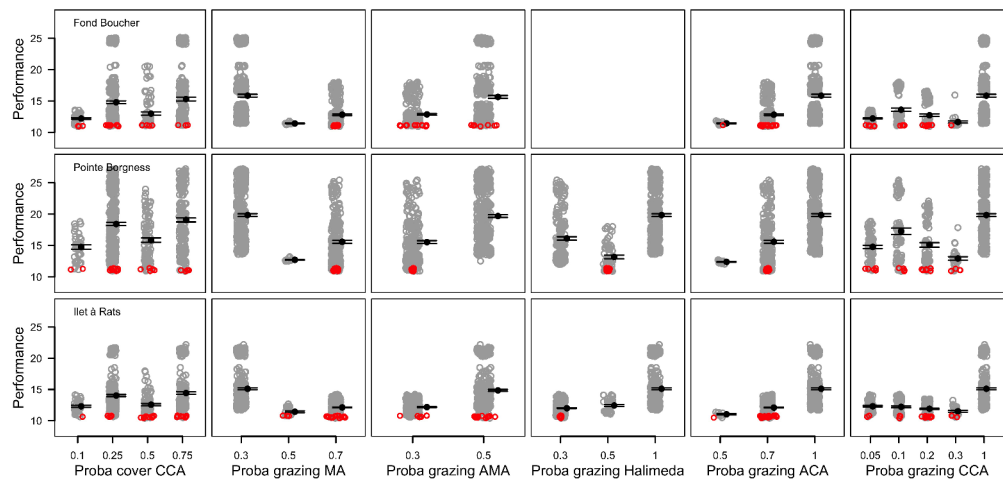 Fond Boucher
Performance
25
20
15
10
Pointe Borgness
Performance
25
20
15
10
Ilet à Rats
Performance
25
20
15
10
0.1 0.25 0.5 0.75
0.3 0.5 0.7
0.3 0.5
0.3 0.5 1
0.5 0.7 1
0.05 0.1 0.2 0.3 1
Proba cover CCA
Proba grazing MA
Proba grazing AMA
Proba grazing Halimeda
Proba grazing ACA
Proba grazing CCA